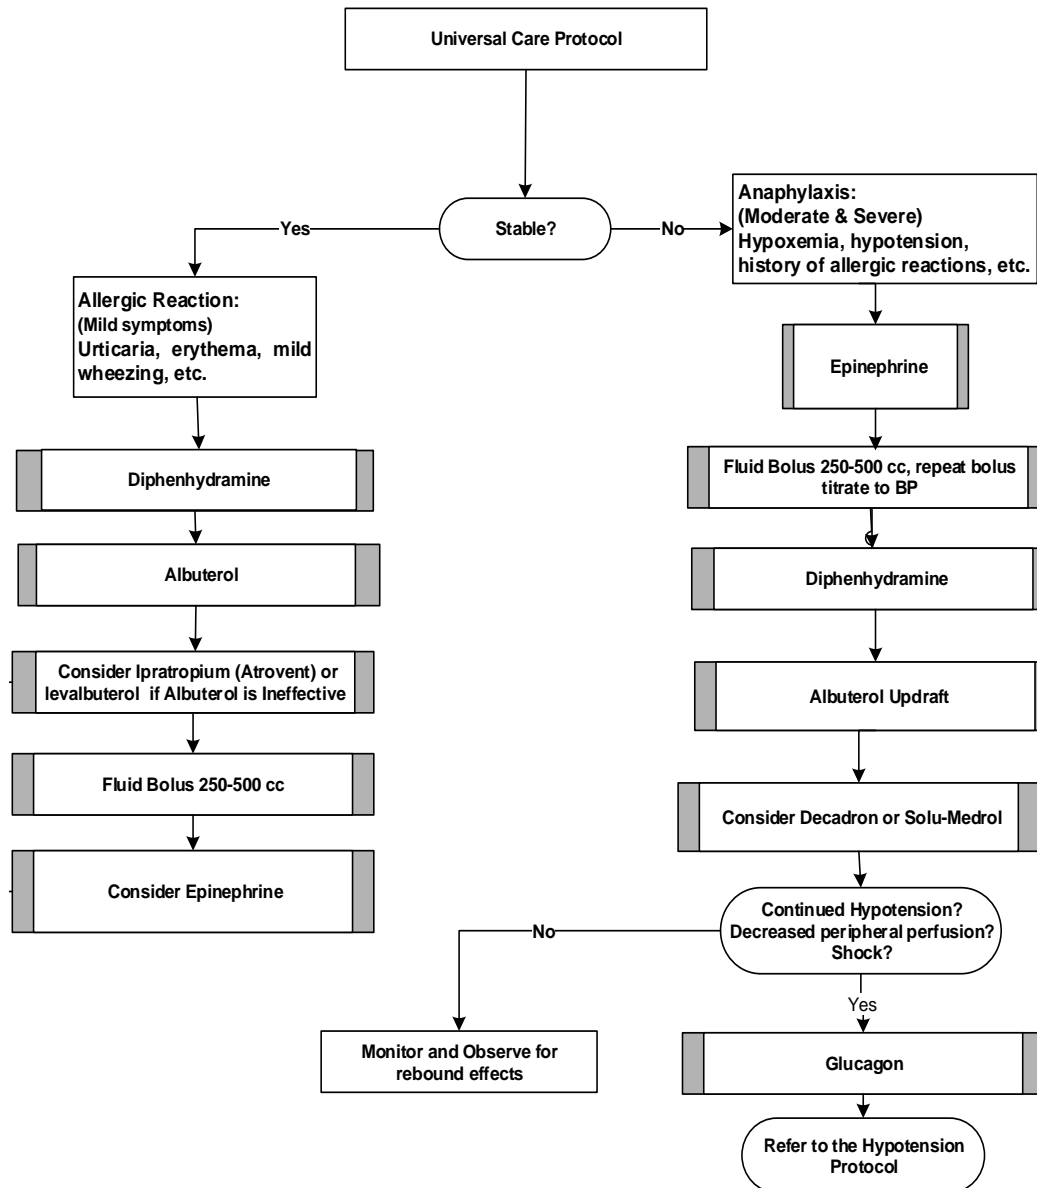 Universal Care Protocol
Stable?
Yes
No
Anaphylaxis:
(Moderate & Severe)
Hypoxemia, hypotension,
history of allergic reactions, etc.
Allergic Reaction:
(Mild symptoms)
Urticaria, erythema, mild
wheezing, etc.
Diphenhydramine
Albuterol
Consider Ipratropium (Atrovent) or
levalbuterol if Albuterol is Ineffective
Fluid Bolus 250-500 cc
Consider Epinephrine
Epinephrine
Fluid Bolus 250-500 cc, repeat bolus
titrate to BP
Diphenhydramine
Albuterol Updraft
Consider Decadron or Solu-Medrol
Continued Hypotension?
Decreased peripheral perfusion?
Shock?
No
Monitor and Observe for
rebound effects
Yes
Glucagon
Refer to the Hypotension
Protocol